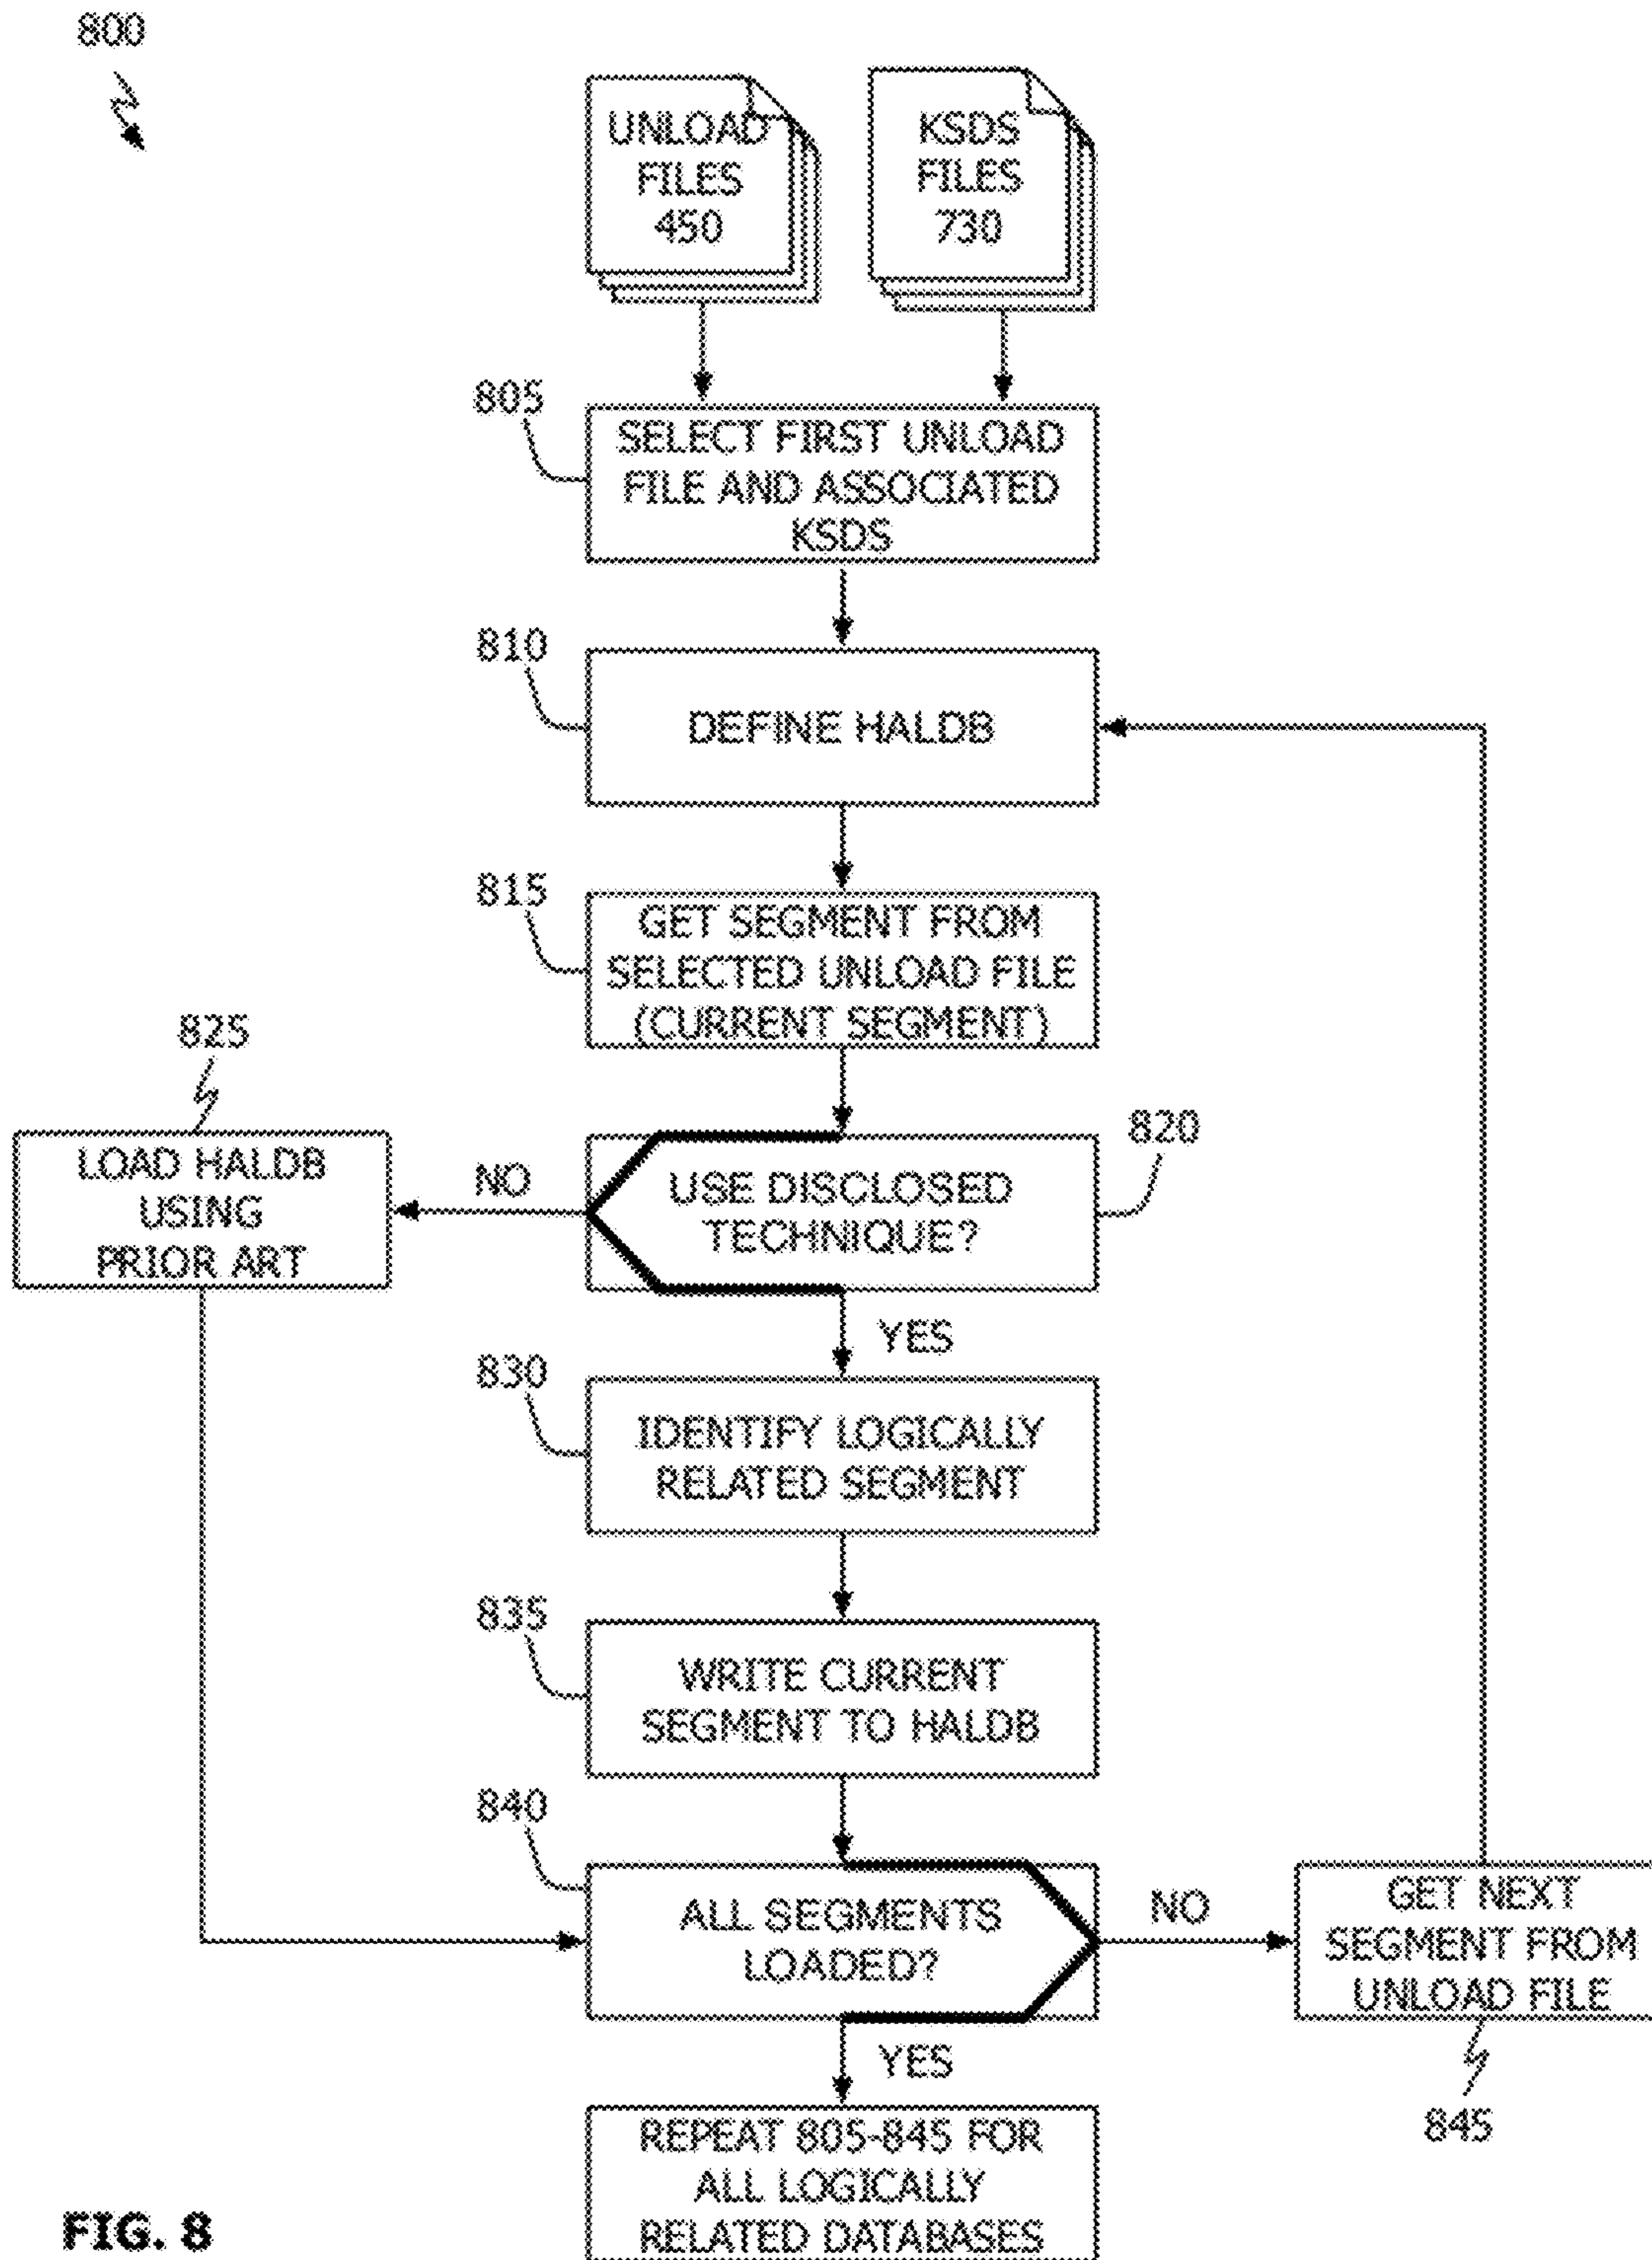 800
UNLOAD
FILES
450
KSDS
FILES
730
805
SELECT FIRST UNLOAD
FILE AND ASSOCIATED
KSDS
810
DEFINE HALDB
815
GET SEGMENT FROM
SELECTED UNLOAD FILE
(CURRENT SEGMENT)
825
LOAD HALDB
USING
PRIOR ART
NO
USE DISCLOSED
TECHNIQUE?
820
YES
830
IDENTIFY LOGICALLY
RELATED SEGMENT
835
WRITE CURRENT
SEGMENT TO HALDB
840
ALL SEGMENTS
LOADED?
NO
GET NEXT
SEGMENT FROM
UNLOAD FILE
845
YES
REPEAT 805-845 FOR
ALL LOGICALLY
RELATED DATABASES
FIG. 8